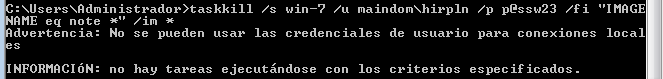 C:\Users\Administrador>taskkill /s win-7 /u maindom\hirpln /p p@ssw23 /fi "IMAGE
NAME eq note *" /im *
Advertencia: No se pueden usar las credenciales de usuario para conexiones local
es
INFORMACIóN: no hay tareas ejecutándose con los criterios especificados.